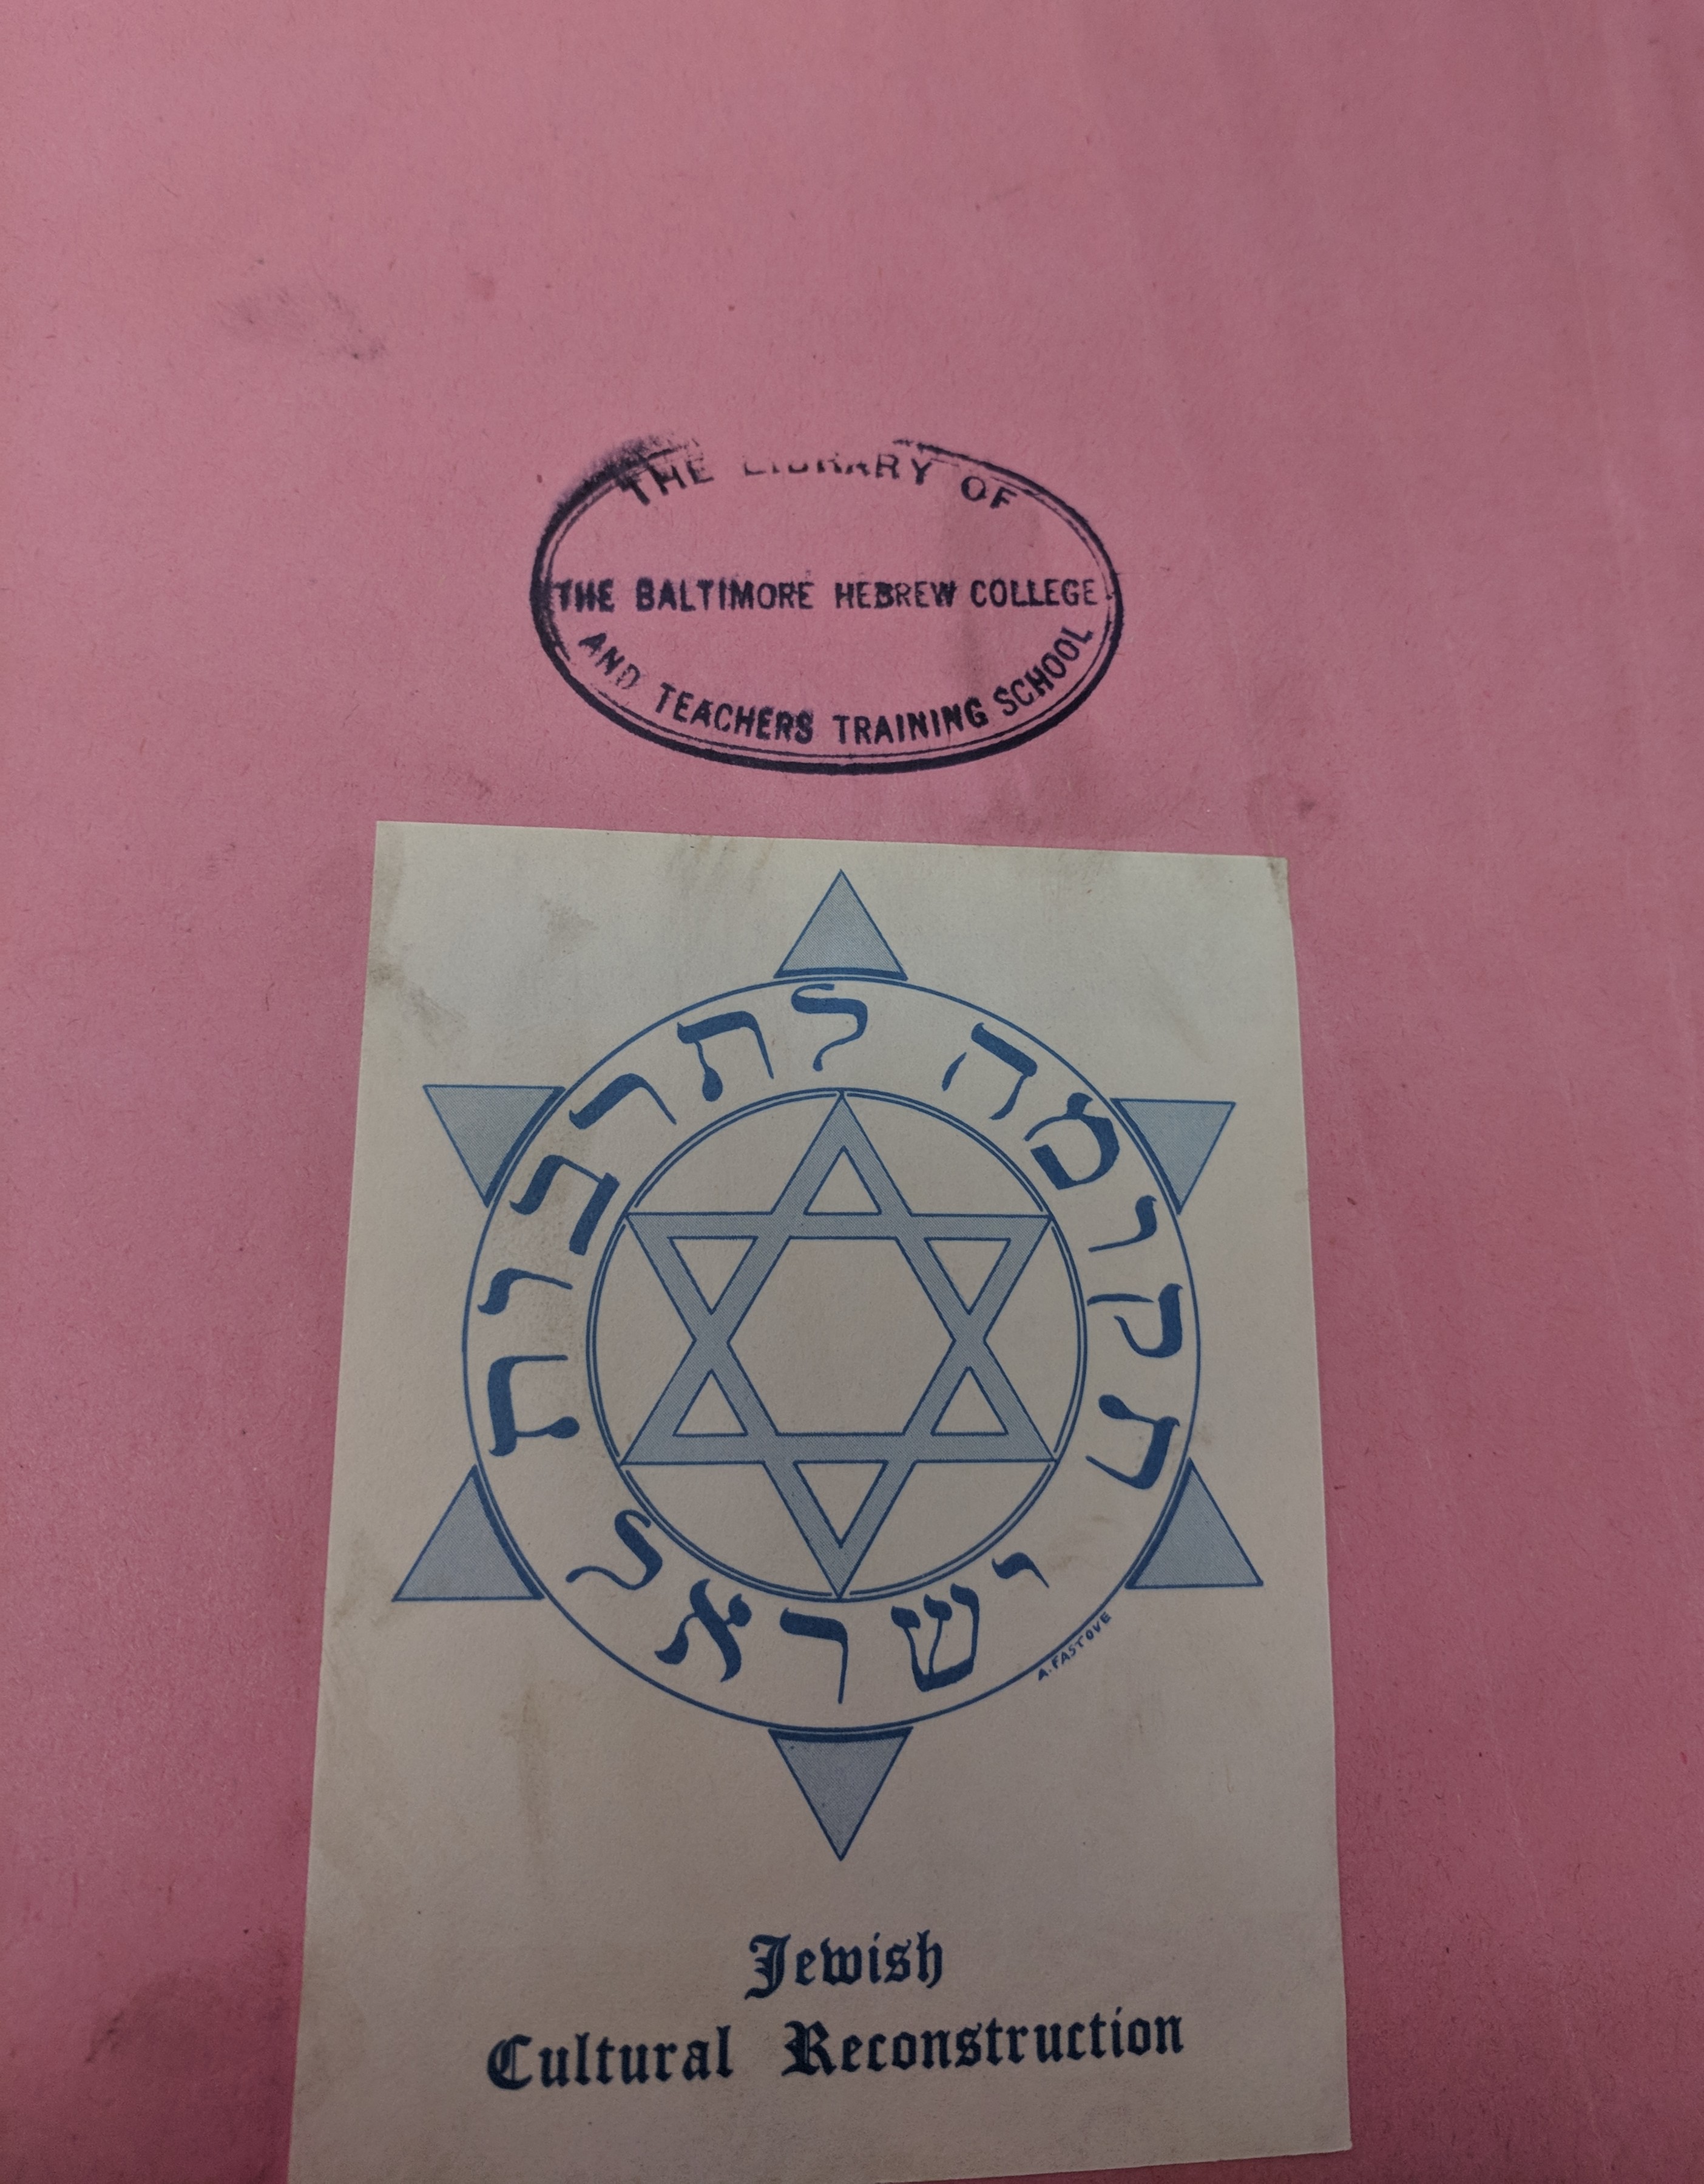 THE LIBRARY OF
THE BALTIMORE HEBREW COLLEGE
AND TEACHERS TRAINING SCHOOL
תקומה לתרבות
ישראל
A. FASTOVE
Jewish
Cultural Reconstruction